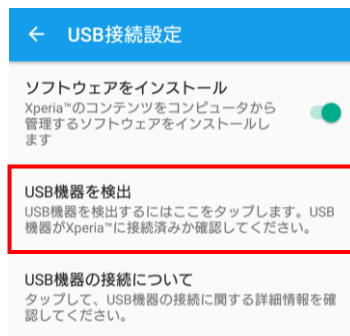 ← USB接続設定
ソフトウェアをインストール
Xperia™のコンテンツをコンピュータから
管理するソフトウェアをインストールし
ます
USB機器を検出
USB機器を検出するにはここをタップします。USB
機器がXperia™に接続済みか確認してください。
USB機器の接続について
タップして、USB機器の接続に関する詳細情報を確
認してください。